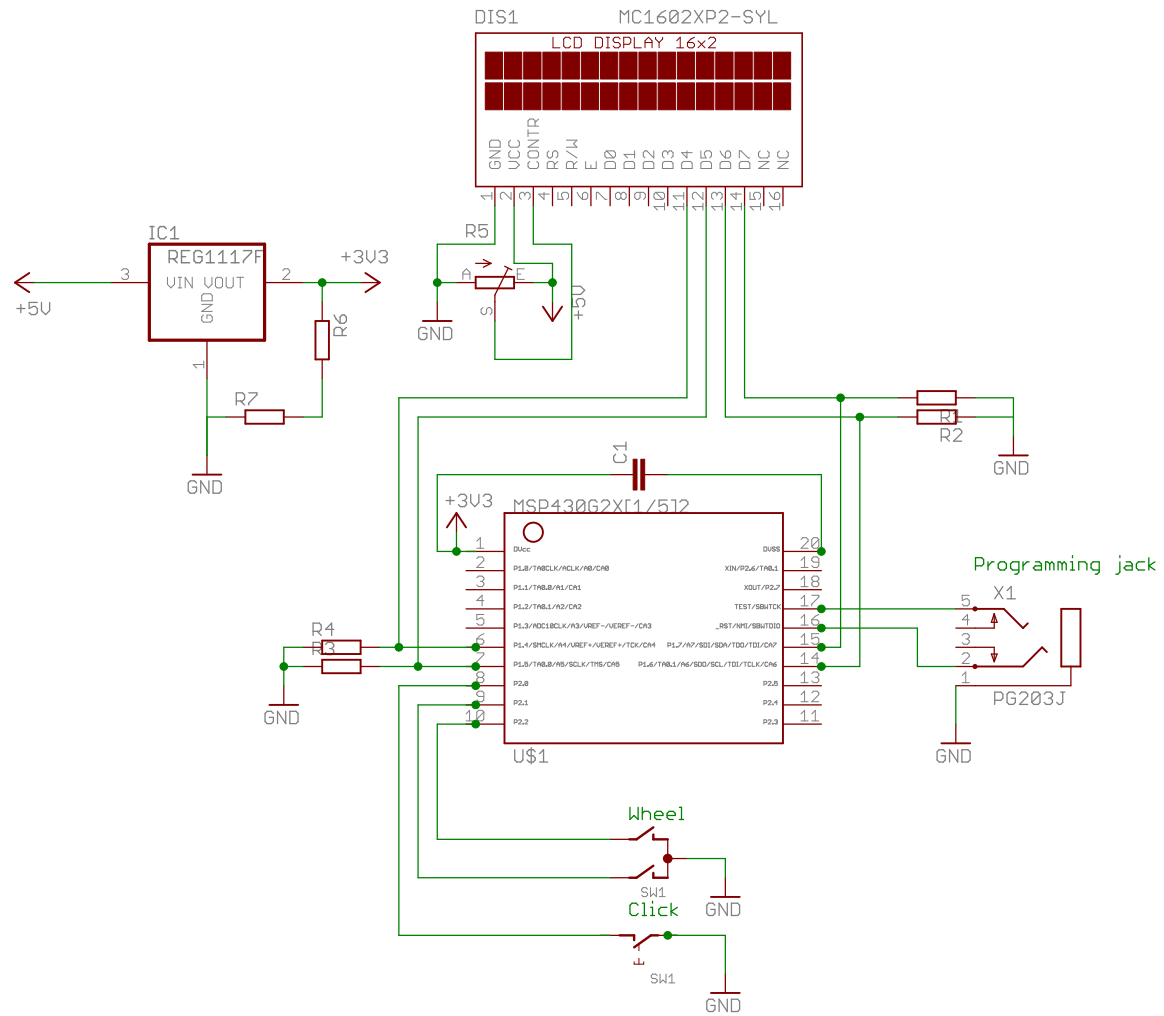 DIS1 MC1602XP2-SYL
LCD DISPLAY 16x2
GND VCC CONTR RS R/W E D0 D1 D2 D3 D4 D5 D6 D7 NC NC
1 2 3 4 5 6 7 8 9 10 11 12 13 14 15 16
IC1
REG1117F
3 VIN VOUT 2
GND
1
+5V
+3V3
R6
R7
GND
R5
A E
S
GND
+5V
R1
R2
GND
C1
+3V3
MSP430G2X[1/5]2
1 DVcc DVSS 20
2 P1.0/TA0CLK/ACLK/A0/CA0 XIN/P2.6/TA0.1 19
3 P1.1/TA0.0/A1/CA1 XOUT/P2.7 18
4 P1.2/TA0.1/A2/CA2 TEST/SBWTCK 17
5 P1.3/ADC10CLK/A3/VREF-/VEREF-/CA3 _RST/NMI/SBWTDIO 16
6 P1.4/SMCLK/A4/VREF+/VEREF+/TCK/CA4 P1.7/A7/SDI/SDA/TDO/TDI/CA7 15
7 P1.5/TA0.0/A5/SCLK/TMS/CA5 P1.6/TA0.1/A6/SDO/SCL/TDI/TCLK/CA6 14
8 P2.0 P2.5 13
9 P2.1 P2.4 12
10 P2.2 P2.3 11
U$1
R4
R3
GND
Programming jack
X1
5
4
3
2
1
PG203J
GND
Wheel
SW1
GND
Click
SW1
GND